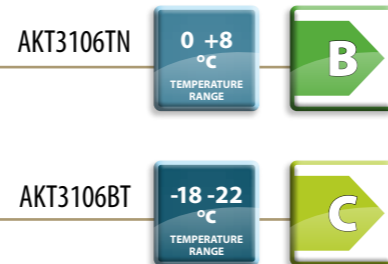 AKT3106TN
0 +8
°C
TEMPERATURE
RANGE
B
AKT3106BT
-18 -22
°C
TEMPERATURE
RANGE
C